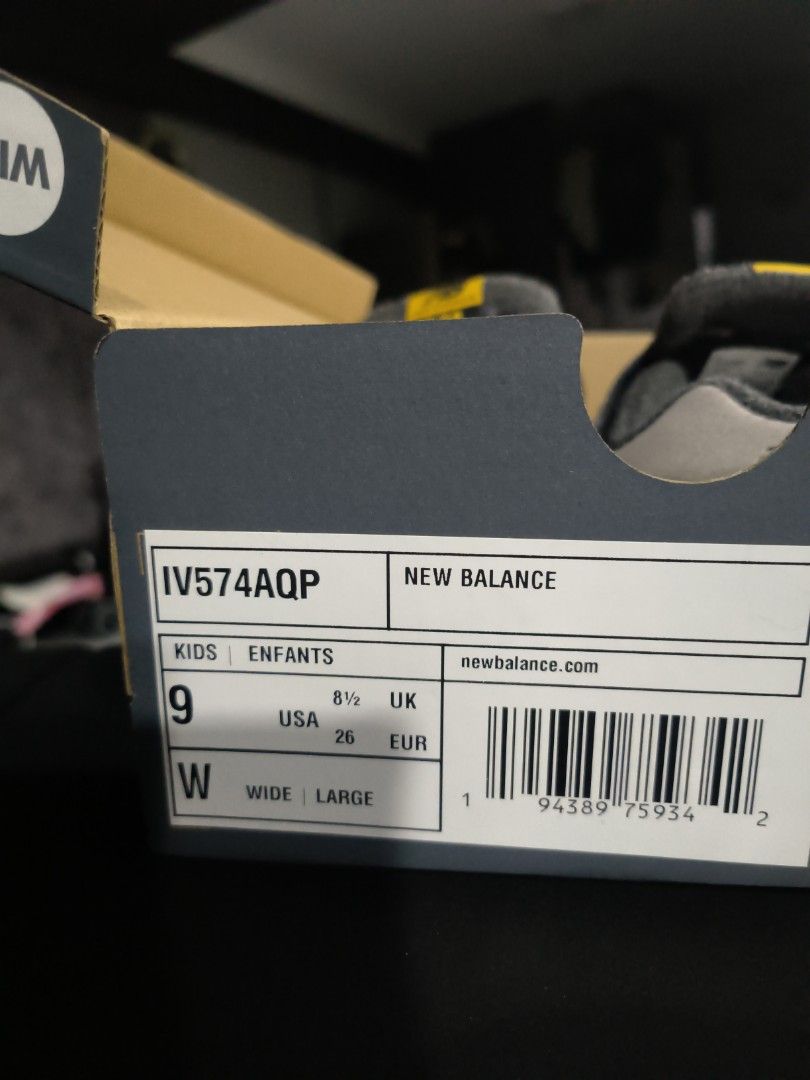 WI
IV574AQP
NEW BALANCE
KIDS | ENFANTS
newbalance.com
9 USA 8½ UK
26 EUR
W WIDE | LARGE
1 94389 75934 2